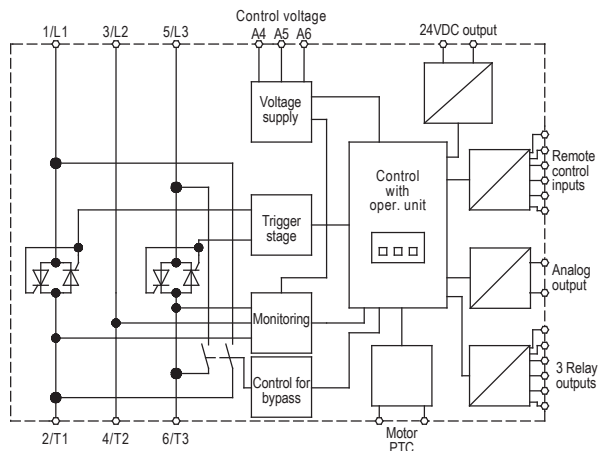 Control voltage
1/L1 3/L2 5/L3 A4 A5 A6 24VDC output
Voltage
supply
Control
with
oper. unit
Remote
control
inputs
Trigger
stage
Analog
output
Monitoring
Control for
bypass
3 Relay
outputs
2/T1 4/T2 6/T3
Motor
PTC